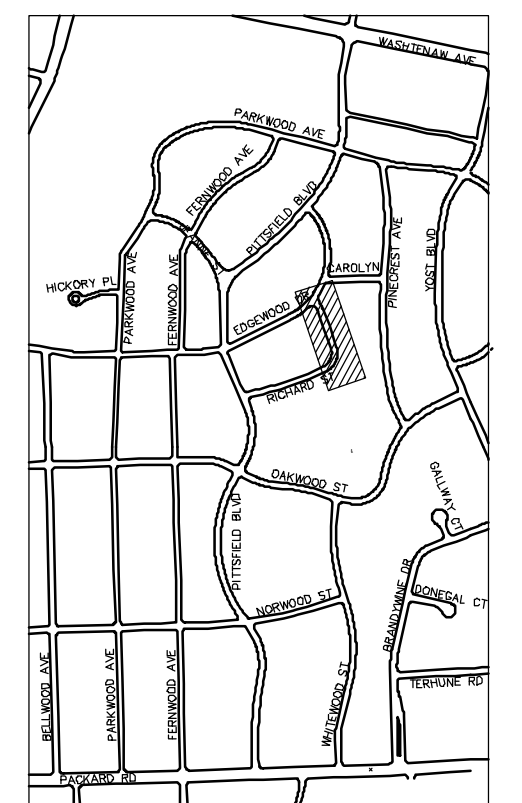 WASHTENAW AVE
PARKWOOD AVE
FERNWOOD AVE
PITTSFIELD BLVD
CAROLYN
PINECREST AVE
YOST BLVD
HICKORY PL
PARKWOOD AVE
FERNWOOD AVE
EDGEWOOD DR
RICHARD ST
OAKWOOD ST
GALLWAY CT
PITTSFIELD BLVD
BRANDYWINE DR
DONEGAL CT
NORWOOD ST
TERHUNE RD
WHITEWOOD ST
BELLWOOD AVE
PARKWOOD AVE
FERNWOOD AVE
PACKARD RD